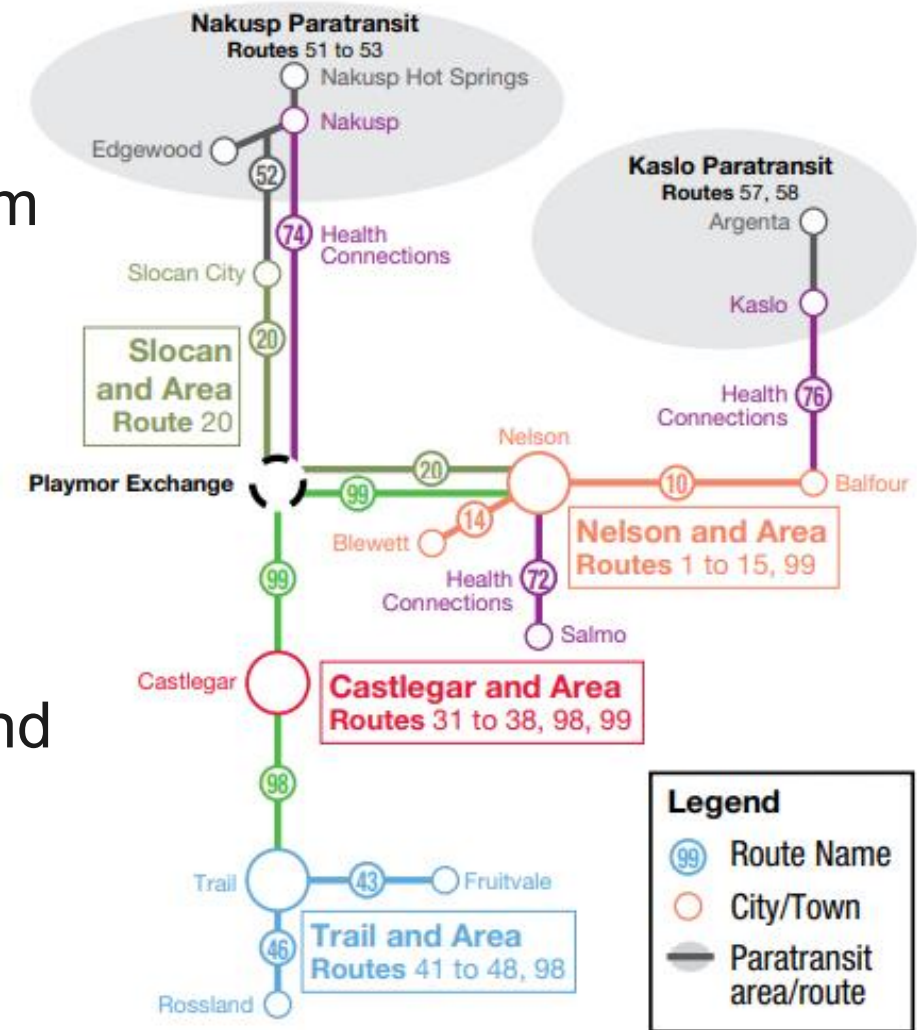 Nakusp Paratransit
Routes 51 to 53
Nakusp Hot Springs
Nakusp
Edgewood
52
74
Health
Connections
Slocan City
20
Slocan
and Area
Route 20
Kaslo Paratransit
Routes 57, 58
Argenta
Kaslo
Health
Connections
76
Playmor Exchange
20
99
Nelson
10
Balfour
14
Blewett
Nelson and Area
Routes 1 to 15, 99
Health
Connections
72
Salmo
99
Castlegar
Castlegar and Area
Routes 31 to 38, 98, 99
98
Trail
43
Fruitvale
46
Trail and Area
Routes 41 to 48, 98
Rossland
Legend
99 Route Name
City/Town
Paratransit
area/route
m
nd